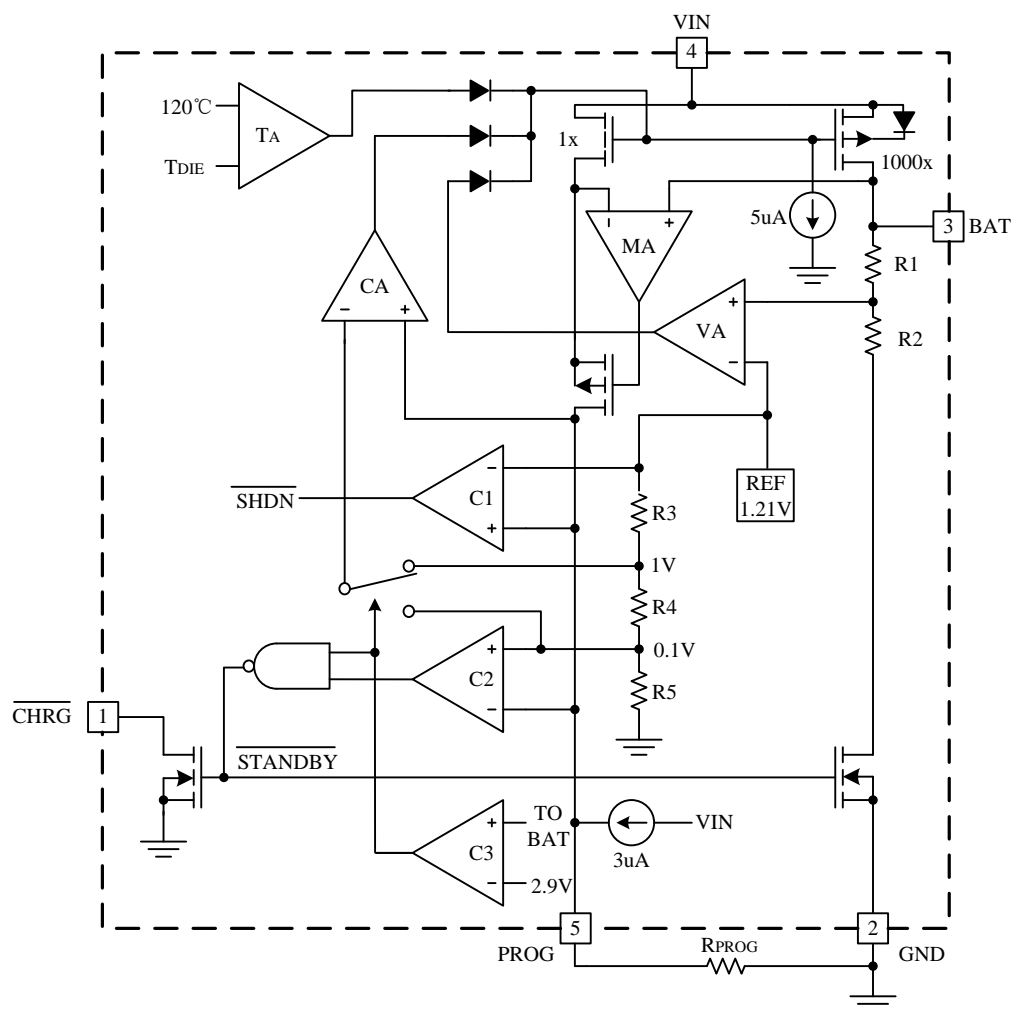 VIN
4
120℃
TA
TDIE
1x
1000x
5uA
3 BAT
MA
R1
CA
VA
R2
SHDN
C1
REF
1.21V
R3
1V
R4
0.1V
C2
R5
CHRG
1
STANDBY
TO
BAT
VIN
C3
3uA
2.9V
5
2
PROG
RPROG
GND
− +
− +
+
−
−
+
+
−
+
−